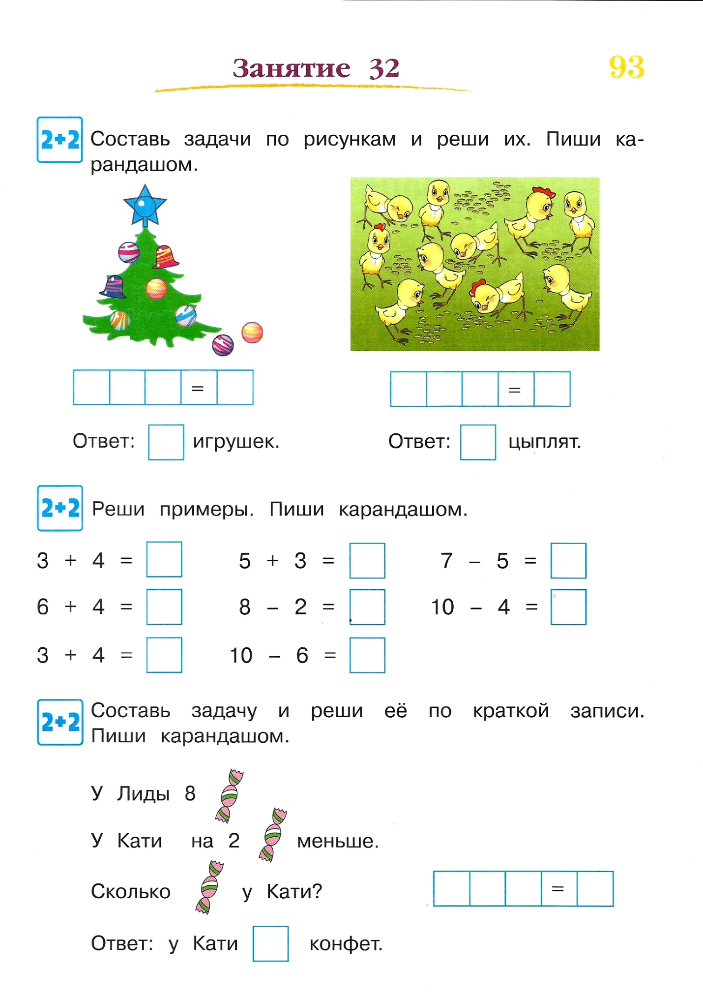 Занятие 32 93
2+2 Составь задачи по рисункам и реши их. Пиши ка-
рандашом.
= =
Ответ: игрушек. Ответ: цыплят.
2+2 Реши примеры. Пиши карандашом.
3 + 4 = 5 + 3 = 7 – 5 =
6 + 4 = 8 – 2 = 10 – 4 =
3 + 4 = 10 – 6 =
2+2 Составь задачу и реши её по краткой записи.
Пиши карандашом.
У Лиды 8
У Кати на 2 меньше.
Сколько у Кати? =
Ответ: у Кати конфет.